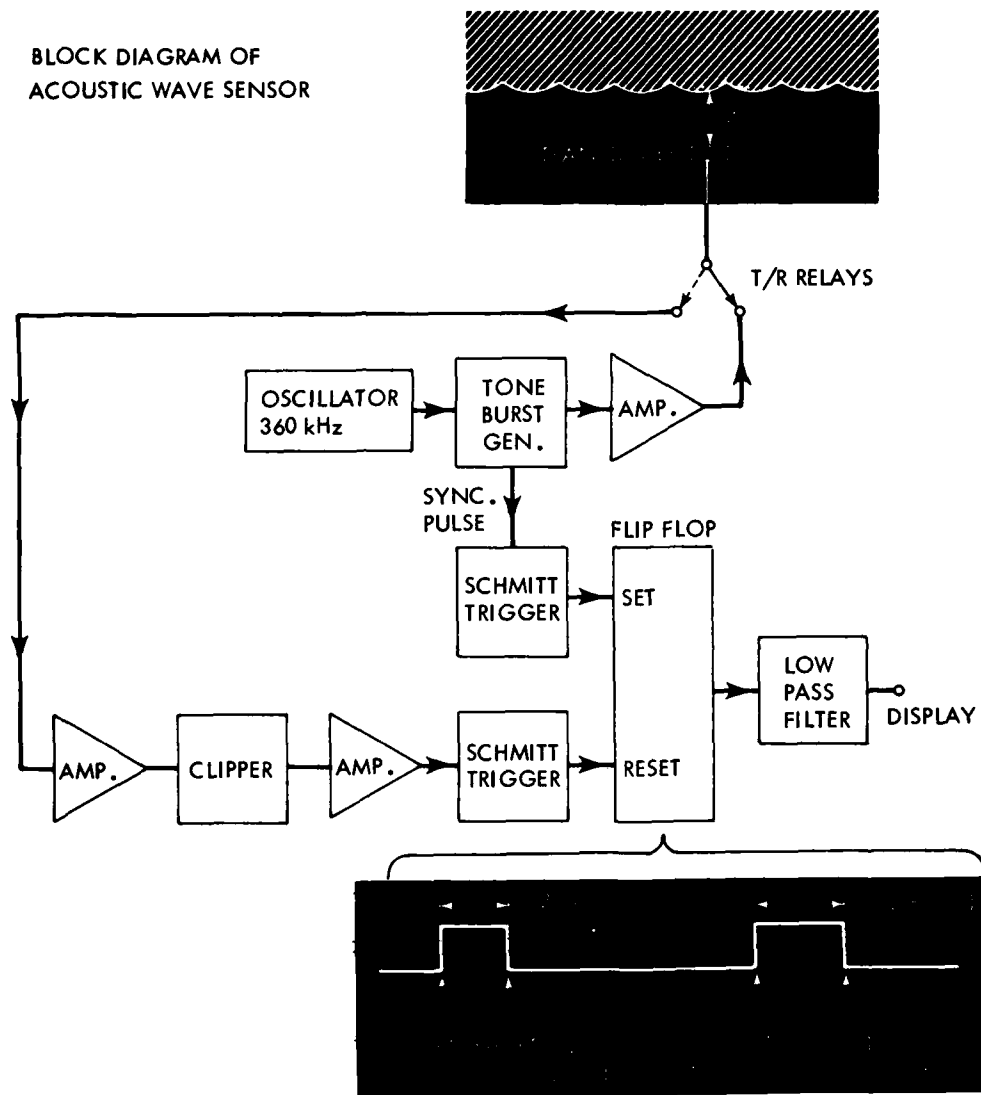 BLOCK DIAGRAM OF
ACOUSTIC WAVE SENSOR
T/R RELAYS
OSCILLATOR
360 kHz
TONE
BURST
GEN.
AMP.
SYNC.
PULSE
FLIP FLOP
SCHMITT
TRIGGER
SET
LOW
PASS
FILTER
DISPLAY
AMP.
CLIPPER
AMP.
SCHMITT
TRIGGER
RESET